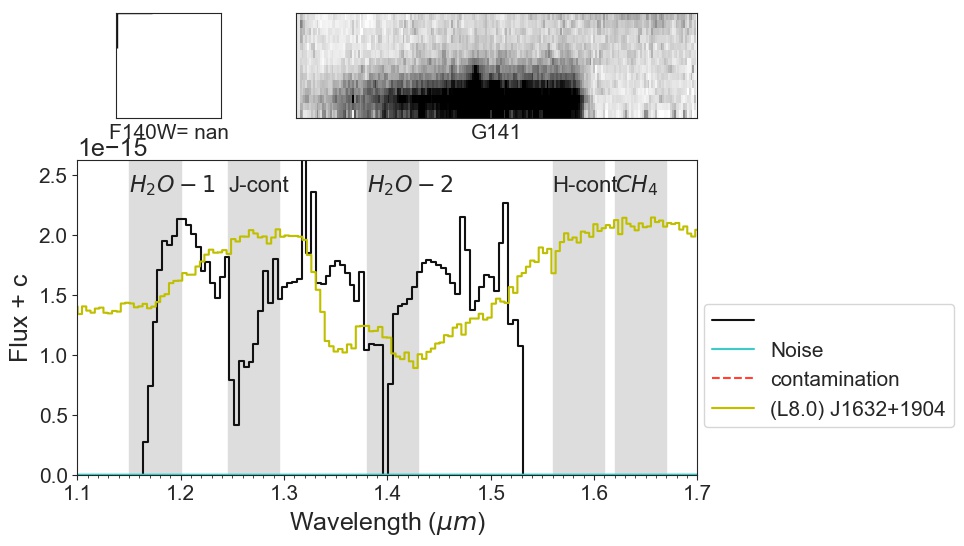 F140W= nan
G141
1e−15
Flux + c
2.5
2.0
1.5
1.0
0.5
0.0
H₂O − 1
J-cont
H₂O − 2
H-cont
CH₄
1.1
1.2
1.3
1.4
1.5
1.6
1.7
Wavelength (μm)
Noise
contamination
(L8.0) J1632+1904